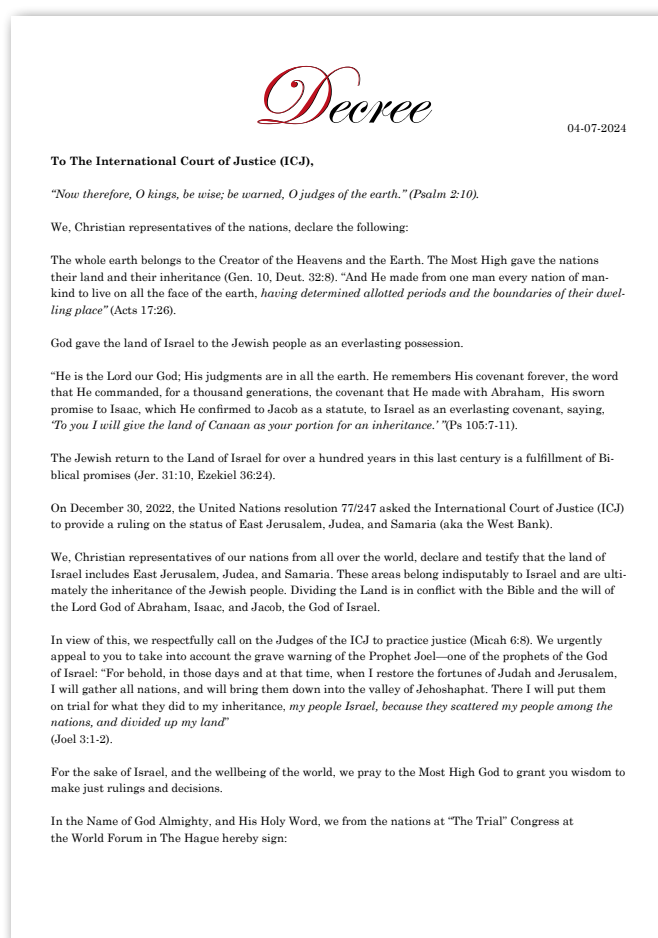 Decree
04-07-2024
To The International Court of Justice (ICJ),
“Now therefore, O kings, be wise; be warned, O judges of the earth.” (Psalm 2:10).
We, Christian representatives of the nations, declare the following:
The whole earth belongs to the Creator of the Heavens and the Earth. The Most High gave the nations
their land and their inheritance (Gen. 10, Deut. 32:8). “And He made from one man every nation of man-
kind to live on all the face of the earth, having determined allotted periods and the boundaries of their dwel-
ling place” (Acts 17:26).
God gave the land of Israel to the Jewish people as an everlasting possession.
“He is the Lord our God; His judgments are in all the earth. He remembers His covenant forever, the word
that He commanded, for a thousand generations, the covenant that He made with Abraham,  His sworn
promise to Isaac, which He confirmed to Jacob as a statute, to Israel as an everlasting covenant, saying,
‘To you I will give the land of Canaan as your portion for an inheritance.’ ”(Ps 105:7-11).
The Jewish return to the Land of Israel for over a hundred years in this last century is a fulfillment of Bi-
blical promises (Jer. 31:10, Ezekiel 36:24).
On December 30, 2022, the United Nations resolution 77/247 asked the International Court of Justice (ICJ)
to provide a ruling on the status of East Jerusalem, Judea, and Samaria (aka the West Bank).
We, Christian representatives of our nations from all over the world, declare and testify that the land of
Israel includes East Jerusalem, Judea, and Samaria. These areas belong indisputably to Israel and are ulti-
mately the inheritance of the Jewish people. Dividing the Land is in conflict with the Bible and the will of
the Lord God of Abraham, Isaac, and Jacob, the God of Israel.
In view of this, we respectfully call on the Judges of the ICJ to practice justice (Micah 6:8). We urgently
appeal to you to take into account the grave warning of the Prophet Joel—one of the prophets of the God
of Israel: “For behold, in those days and at that time, when I restore the fortunes of Judah and Jerusalem,
I will gather all nations, and will bring them down into the valley of Jehoshaphat. There I will put them
on trial for what they did to my inheritance, my people Israel, because they scattered my people among the
nations, and divided up my land”
(Joel 3:1-2).
For the sake of Israel, and the wellbeing of the world, we pray to the Most High God to grant you wisdom to
make just rulings and decisions.
In the Name of God Almighty, and His Holy Word, we from the nations at “The Trial” Congress at
the World Forum in The Hague hereby sign: